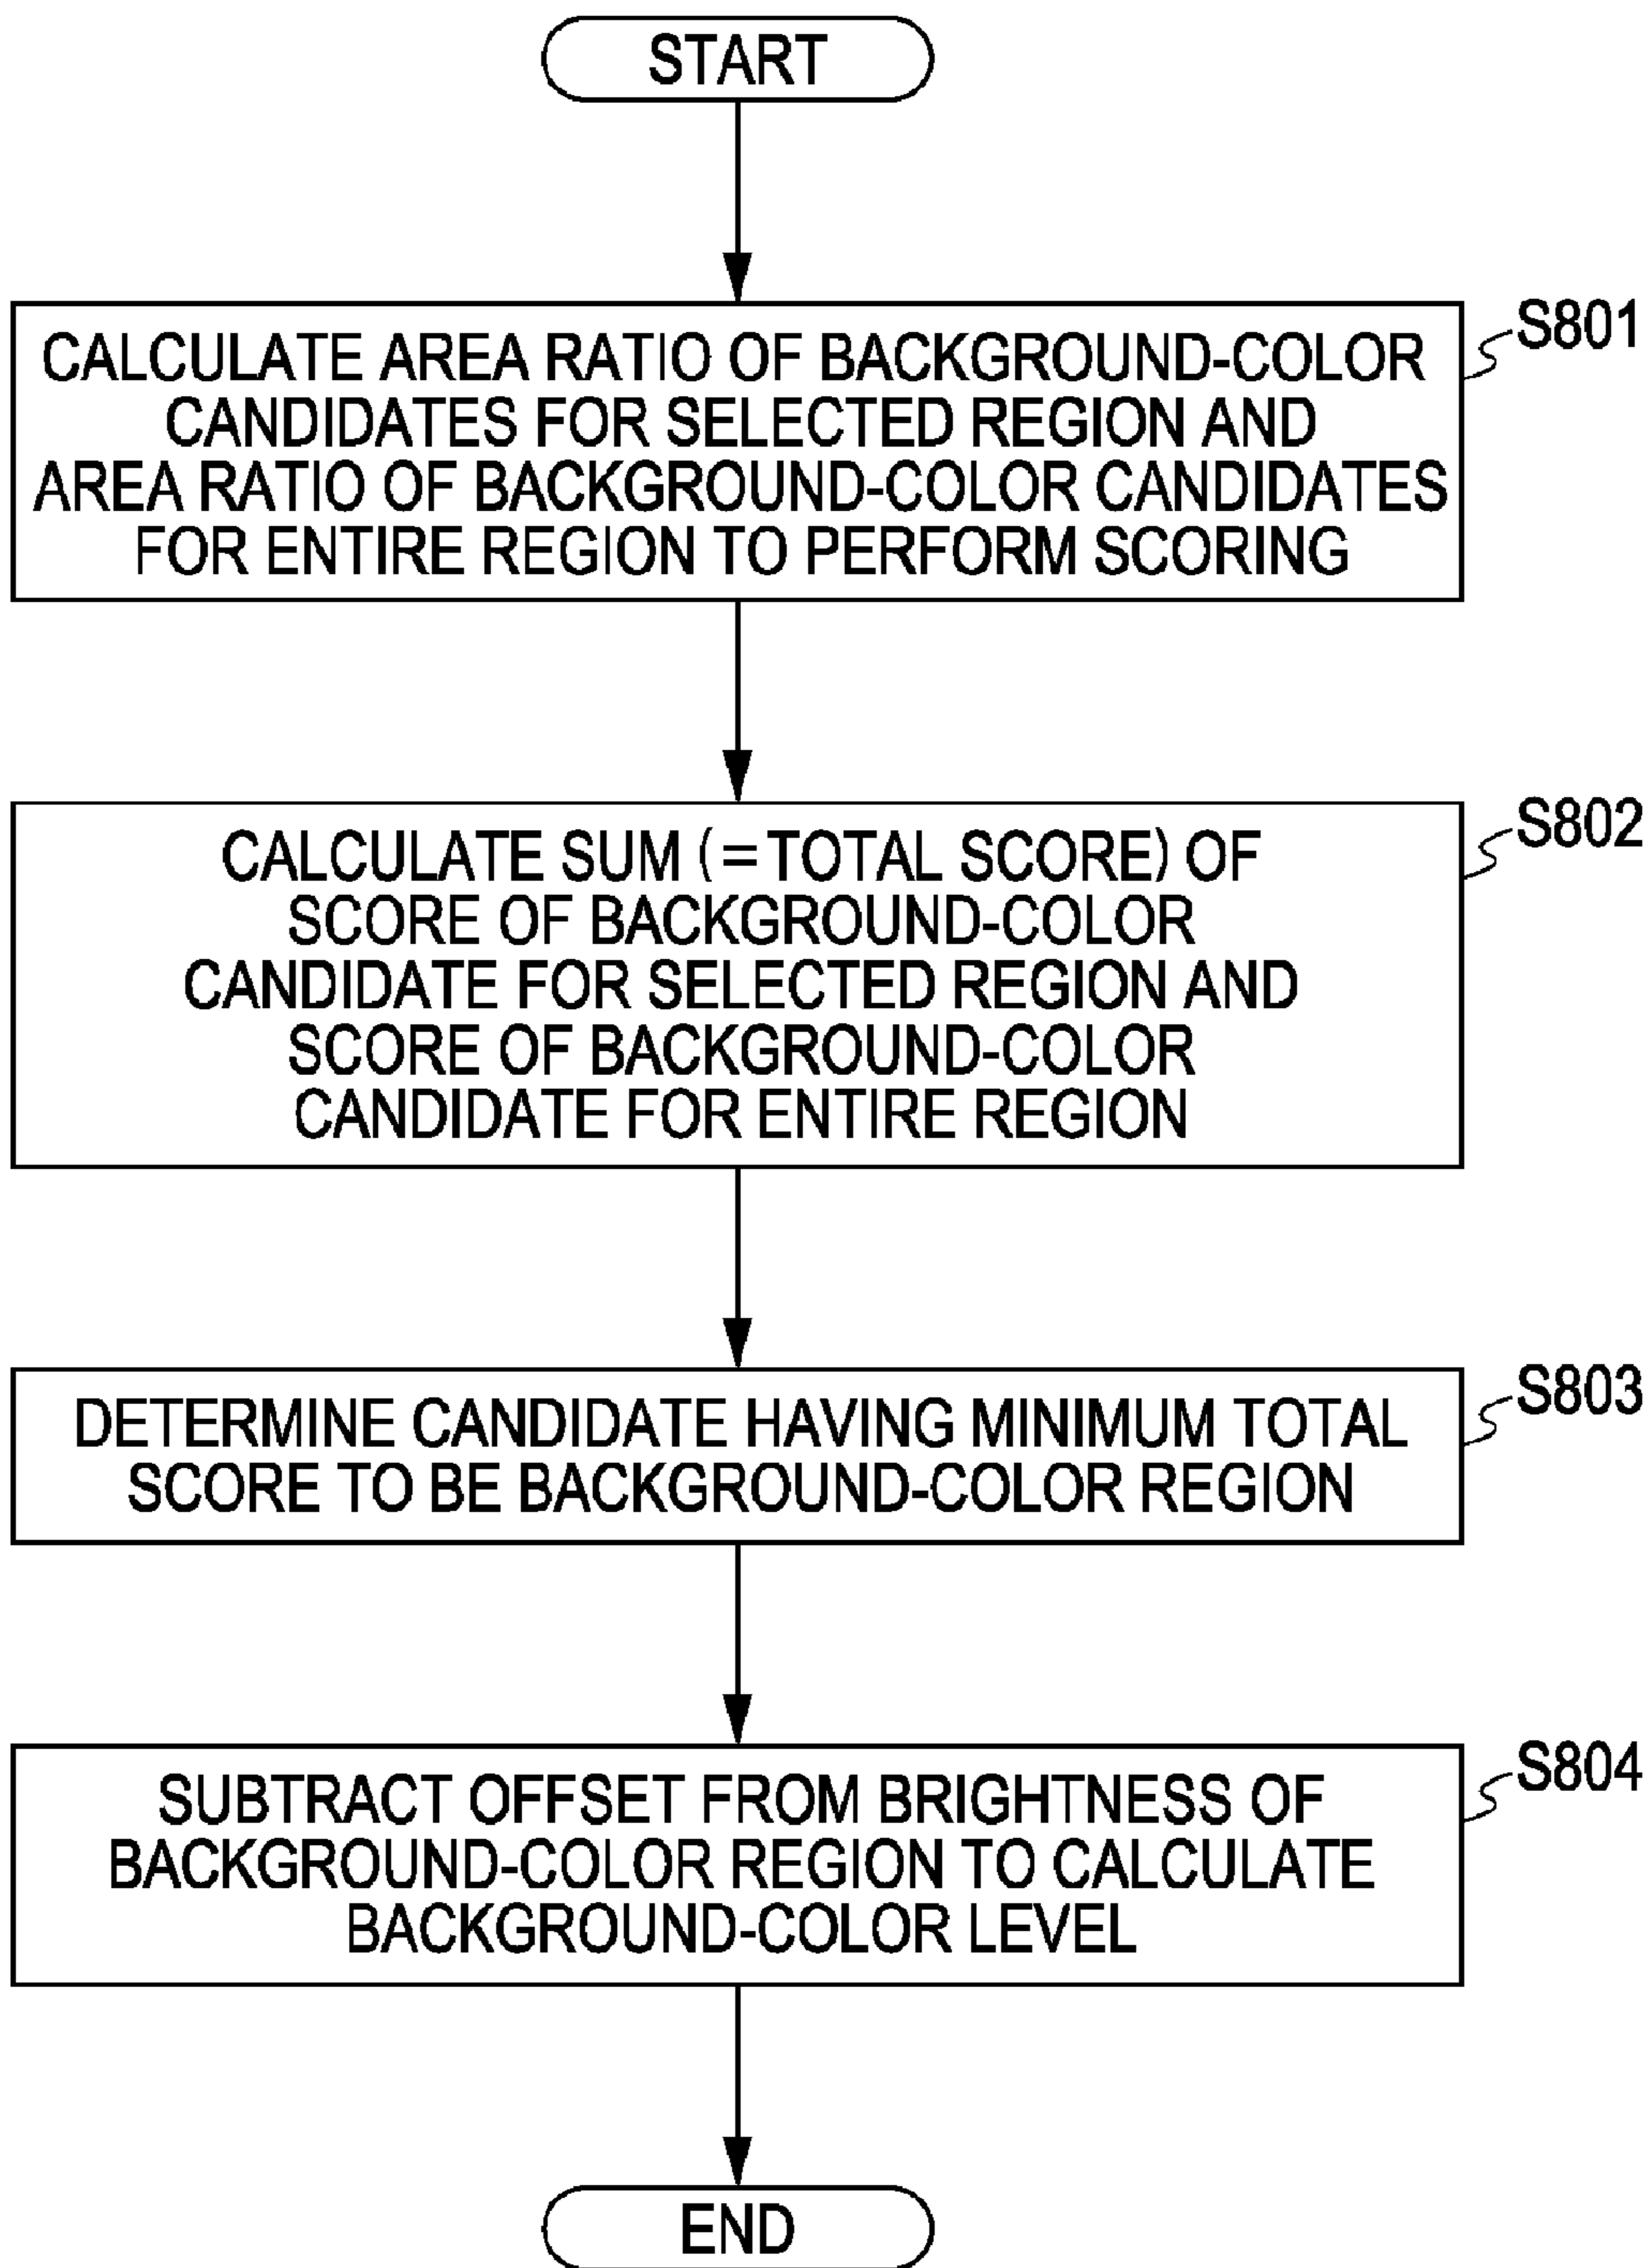 START
S801
CALCULATE AREA RATIO OF BACKGROUND-COLOR
CANDIDATES FOR SELECTED REGION AND
AREA RATIO OF BACKGROUND-COLOR CANDIDATES
FOR ENTIRE REGION TO PERFORM SCORING
S802
CALCULATE SUM (=TOTAL SCORE) OF
SCORE OF BACKGROUND-COLOR
CANDIDATE FOR SELECTED REGION AND
SCORE OF BACKGROUND-COLOR
CANDIDATE FOR ENTIRE REGION
S803
DETERMINE CANDIDATE HAVING MINIMUM TOTAL
SCORE TO BE BACKGROUND-COLOR REGION
S804
SUBTRACT OFFSET FROM BRIGHTNESS OF
BACKGROUND-COLOR REGION TO CALCULATE
BACKGROUND-COLOR LEVEL
END